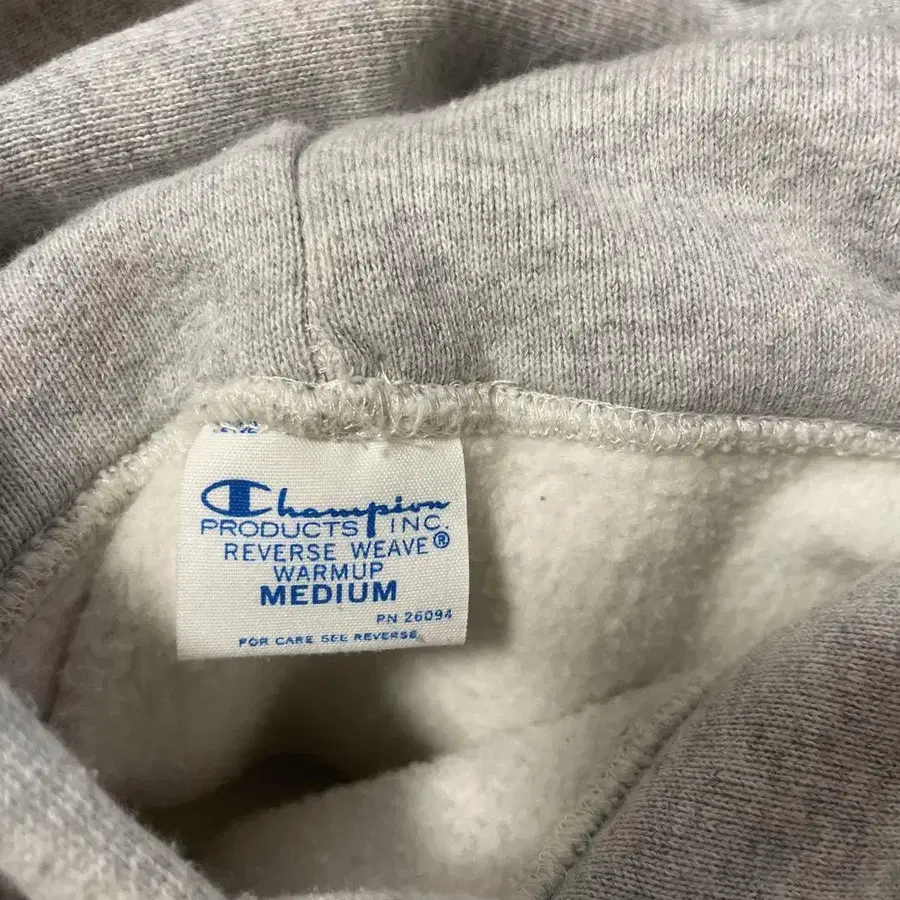 Champion
PRODUCTS INC.
REVERSE WEAVE®
WARMUP
MEDIUM
PN 26094
FOR CARE SEE REVERSE